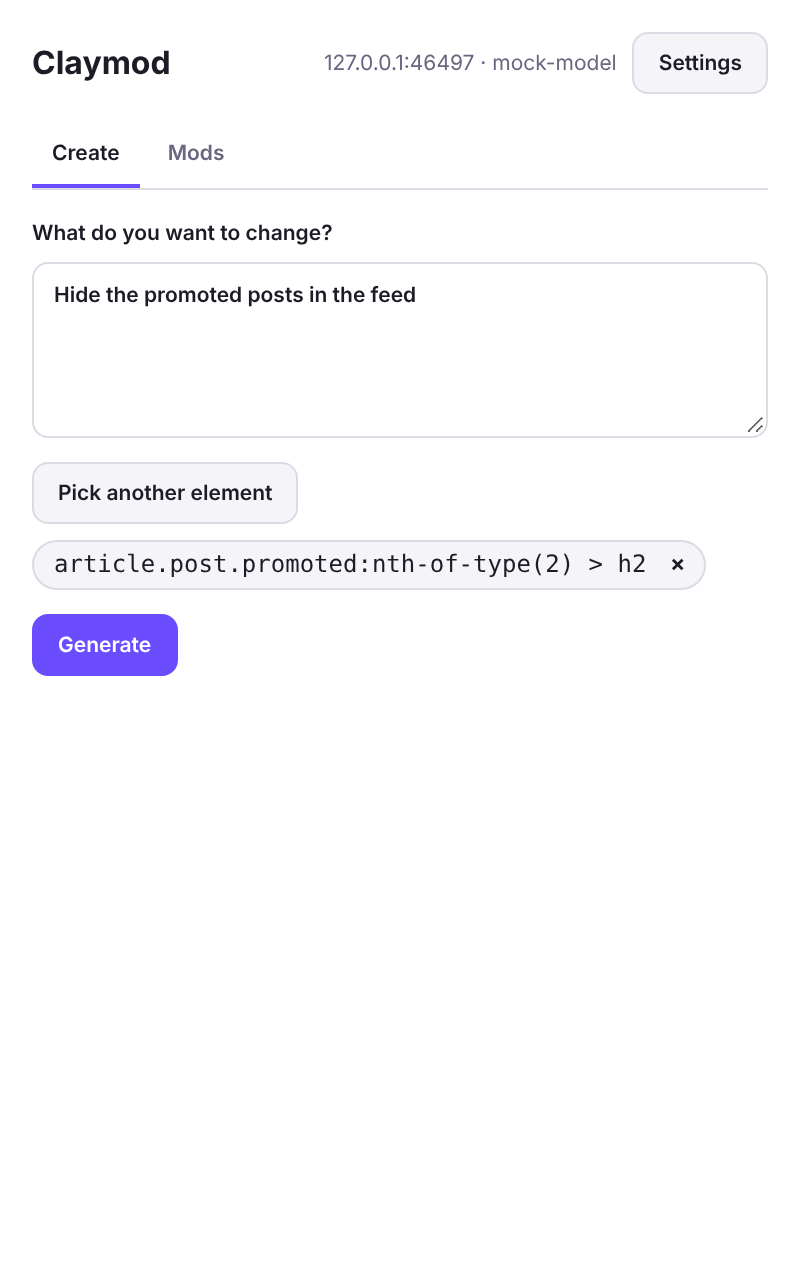 Claymod
127.0.0.1:46497 · mock-model
Settings
Create
Mods
What do you want to change?
Hide the promoted posts in the feed
Pick another element
article.post.promoted:nth-of-type(2) > h2 ×
Generate